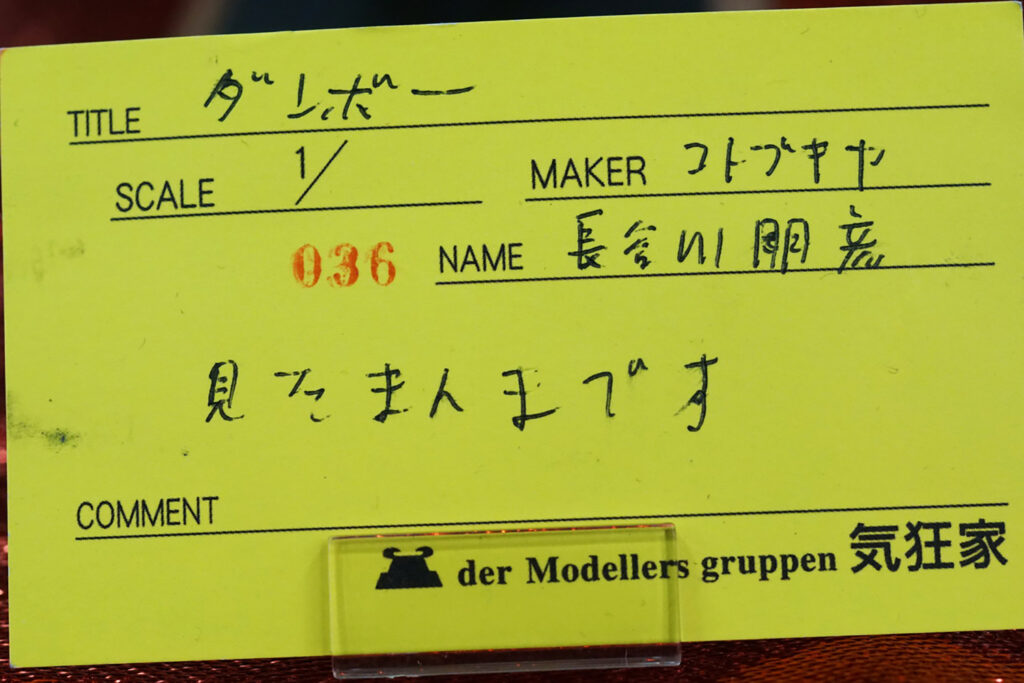 TITLE ダンボー
SCALE 1/ MAKER コトブキヤ
036 NAME 長谷川 朋彦
見たまんまです
COMMENT
der Modellers gruppen 気狂家